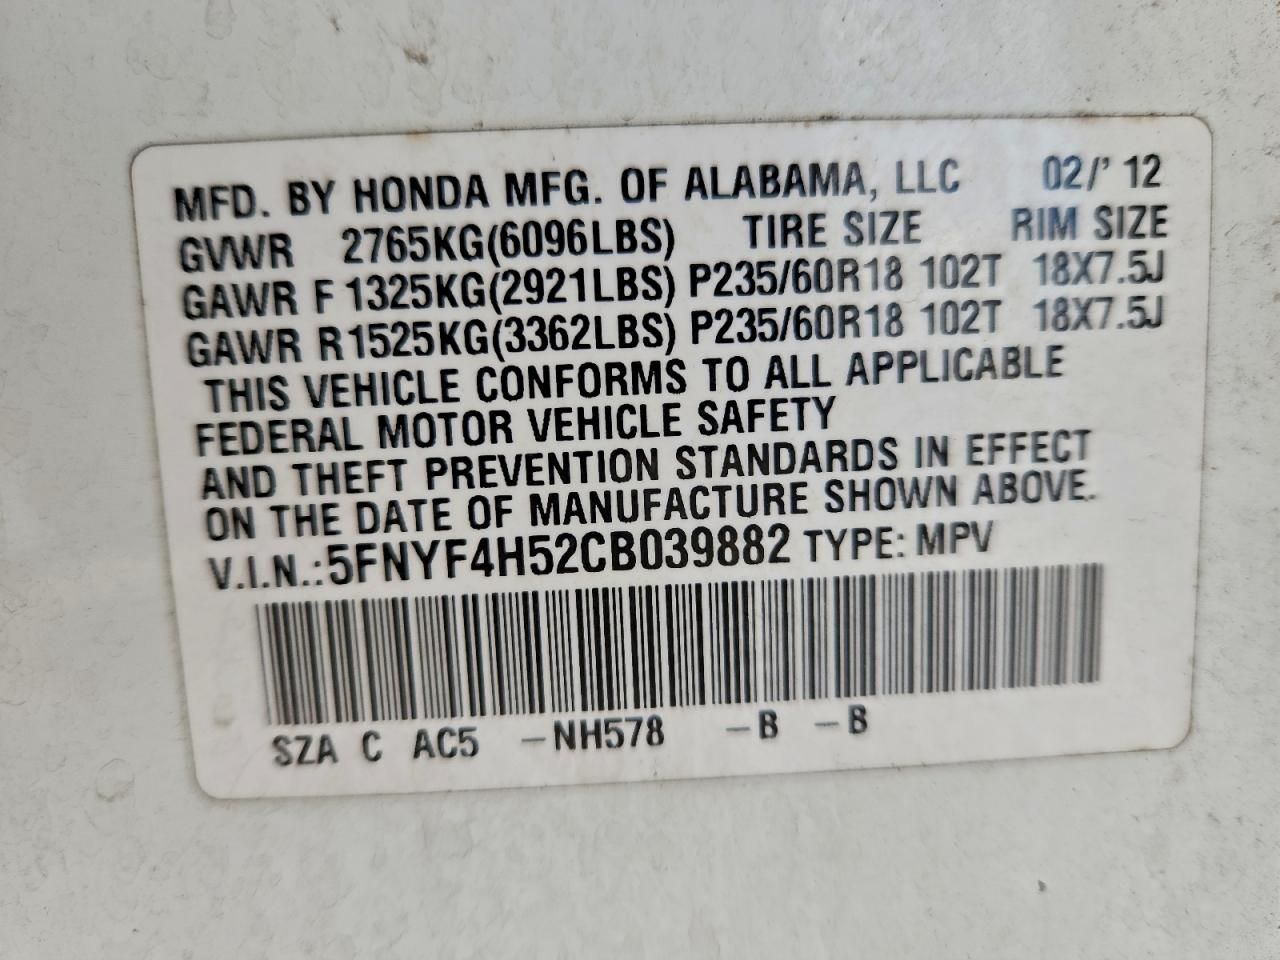 MFD. BY HONDA MFG. OF ALABAMA, LLC 02/'12
GVWR 2765KG(6096LBS) TIRE SIZE RIM SIZE
GAWR F 1325KG(2921LBS) P235/60R18 102T 18X7.5J
GAWR R 1525KG(3362LBS) P235/60R18 102T 18X7.5J
THIS VEHICLE CONFORMS TO ALL APPLICABLE
FEDERAL MOTOR VEHICLE SAFETY
AND THEFT PREVENTION STANDARDS IN EFFECT
ON THE DATE OF MANUFACTURE SHOWN ABOVE.
V.I.N.:5FNYF4H52CB039882 TYPE: MPV
SZA C AC5 -NH578 -B -B